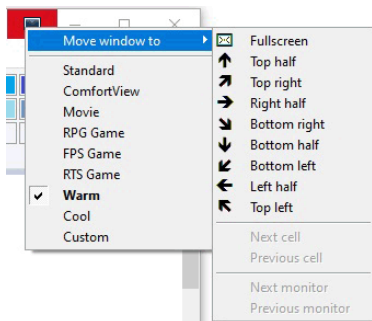 Move window to
Standard
ComfortView
Movie
RPG Game
FPS Game
RTS Game
Warm
Cool
Custom
Fullscreen
Top half
Top right
Right half
Bottom right
Bottom half
Bottom left
Left half
Top left
Next cell
Previous cell
Next monitor
Previous monitor